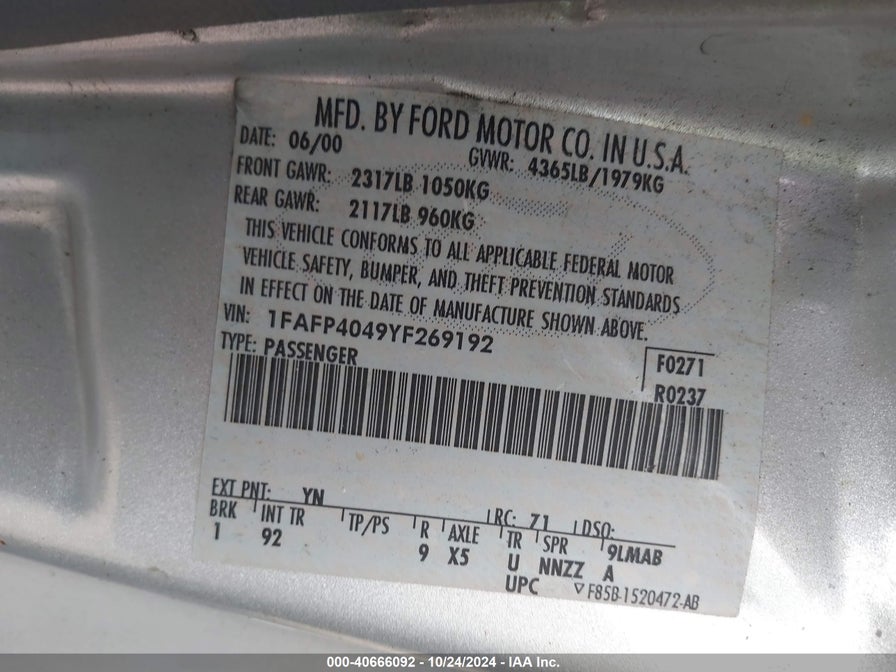 MFD. BY FORD MOTOR CO. IN U.S.A.
DATE: 06/00 GVWR: 4365LB/1979KG
FRONT GAWR: 2317LB 1050KG
REAR GAWR: 2117LB 960KG
THIS VEHICLE CONFORMS TO ALL APPLICABLE FEDERAL MOTOR
VEHICLE SAFETY, BUMPER, AND THEFT PREVENTION STANDARDS
IN EFFECT ON THE DATE OF MANUFACTURE SHOWN ABOVE.
VIN: 1FAFP4049YF269192
TYPE: PASSENGER
F0271
R0237
EXT PNT: YN RC: 71 DSO:
BRK INT TR TP/PS R AXLE TR SPR 9LMAB
1 92 9 X5 U NNZZ A
UPC ▽F85B-1520472-AB
000-40666092 - 10/24/2024 - IAA Inc.